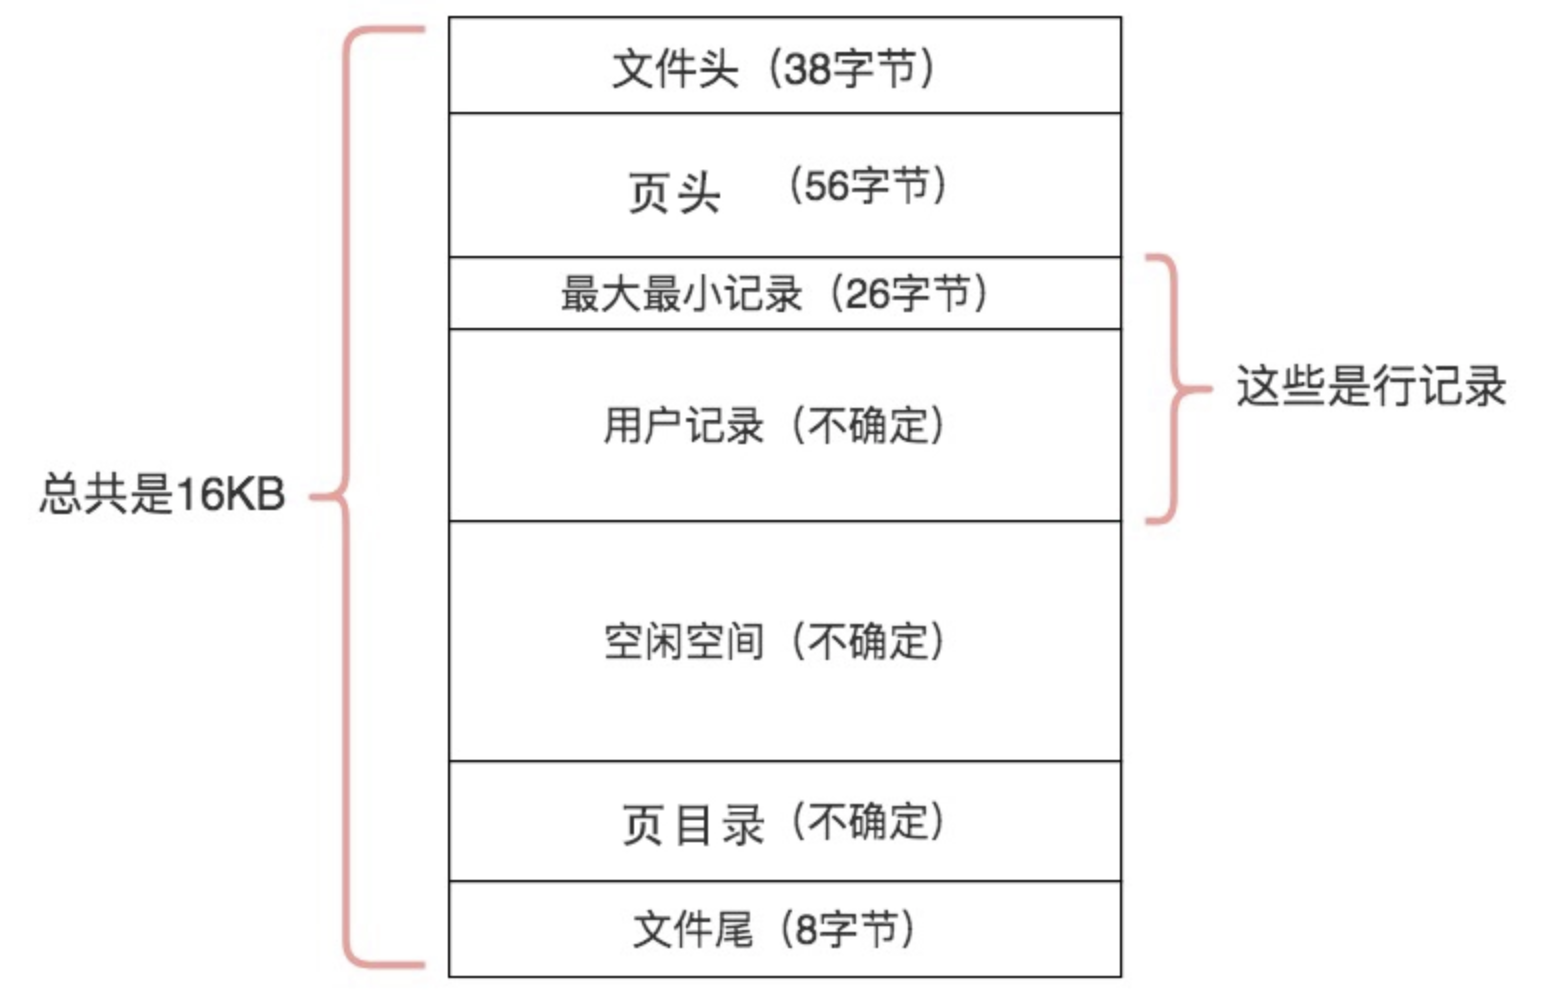 文件头（38字节）
页头 （56字节）
最大最小记录（26字节）
这些是行记录
用户记录（不确定）
总共是16KB
空闲空间（不确定）
页目录（不确定）
文件尾（8字节）